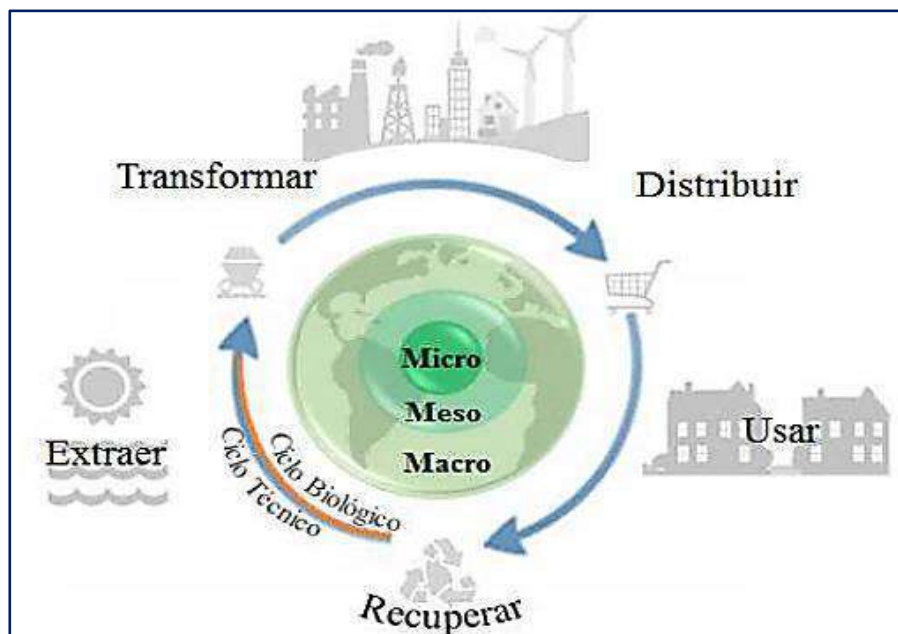 Transformar
Distribuir
Micro
Meso
Macro
Usar
Extraer
Ciclo Biológico
Ciclo Técnico
Recuperar